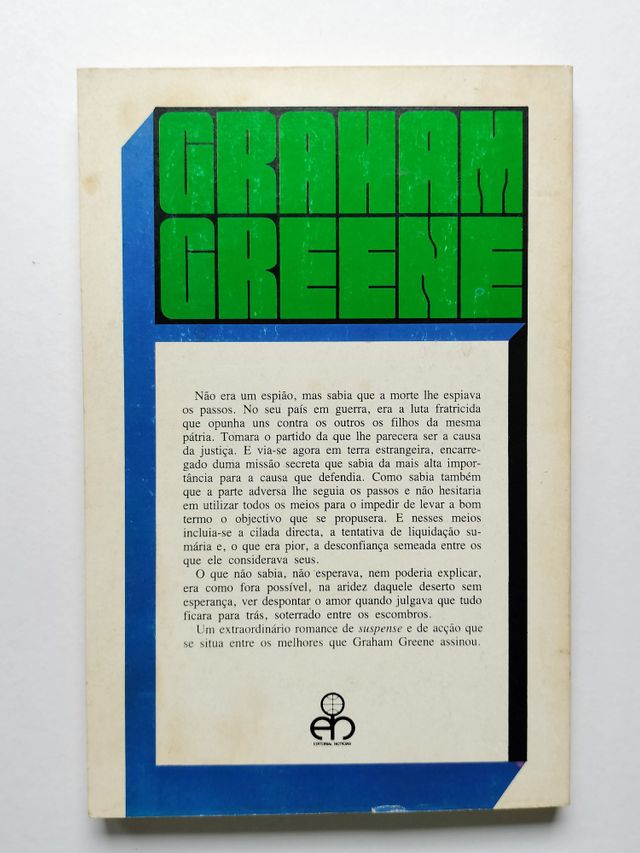 GRAHAM
GREENE
Não era um espião, mas sabia que a morte lhe espiava
os passos. No seu país em guerra, era a luta fratricida
que opunha uns contra os outros os filhos da mesma
pátria. Tomara o partido da que lhe parecera ser a causa
da justiça. E via-se agora em terra estrangeira, encarre-
gado duma missão secreta que sabia da mais alta impor-
tância para a causa que defendia. Como sabia também
que a parte adversa lhe seguia os passos e não hesitaria
em utilizar todos os meios para o impedir de levar a bom
termo o objectivo que se propusera. E nesses meios
incluia-se a cilada directa, a tentativa de liquidação su-
mária e, o que era pior, a desconfiança semeada entre os
que ele considerava seus.
O que não sabia, não esperava, nem poderia explicar,
era como fora possível, na aridez daquele deserto sem
esperança, ver despontar o amor quando julgava que tudo
ficara para trás, soterrado entre os escombros.
Um extraordinário romance de suspense e de acção que
se situa entre os melhores que Graham Greene assinou.
en
EDITORIAL NOTÍCIAS